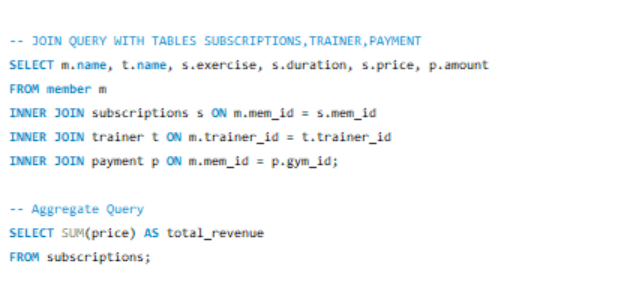 -- JOIN QUERY WITH TABLES SUBSCRIPTIONS,TRAINER,PAYMENT
SELECT m.name, t.name, s.exercise, s.duration, s.price, p.amount
FROM member m
INNER JOIN subscriptions s ON m.mem_id = s.mem_id
INNER JOIN trainer t ON m.trainer_id = t.trainer_id
INNER JOIN payment p ON m.mem_id = p.gym_id;
-- Aggregate Query
SELECT SUM(price) AS total_revenue
FROM subscriptions;